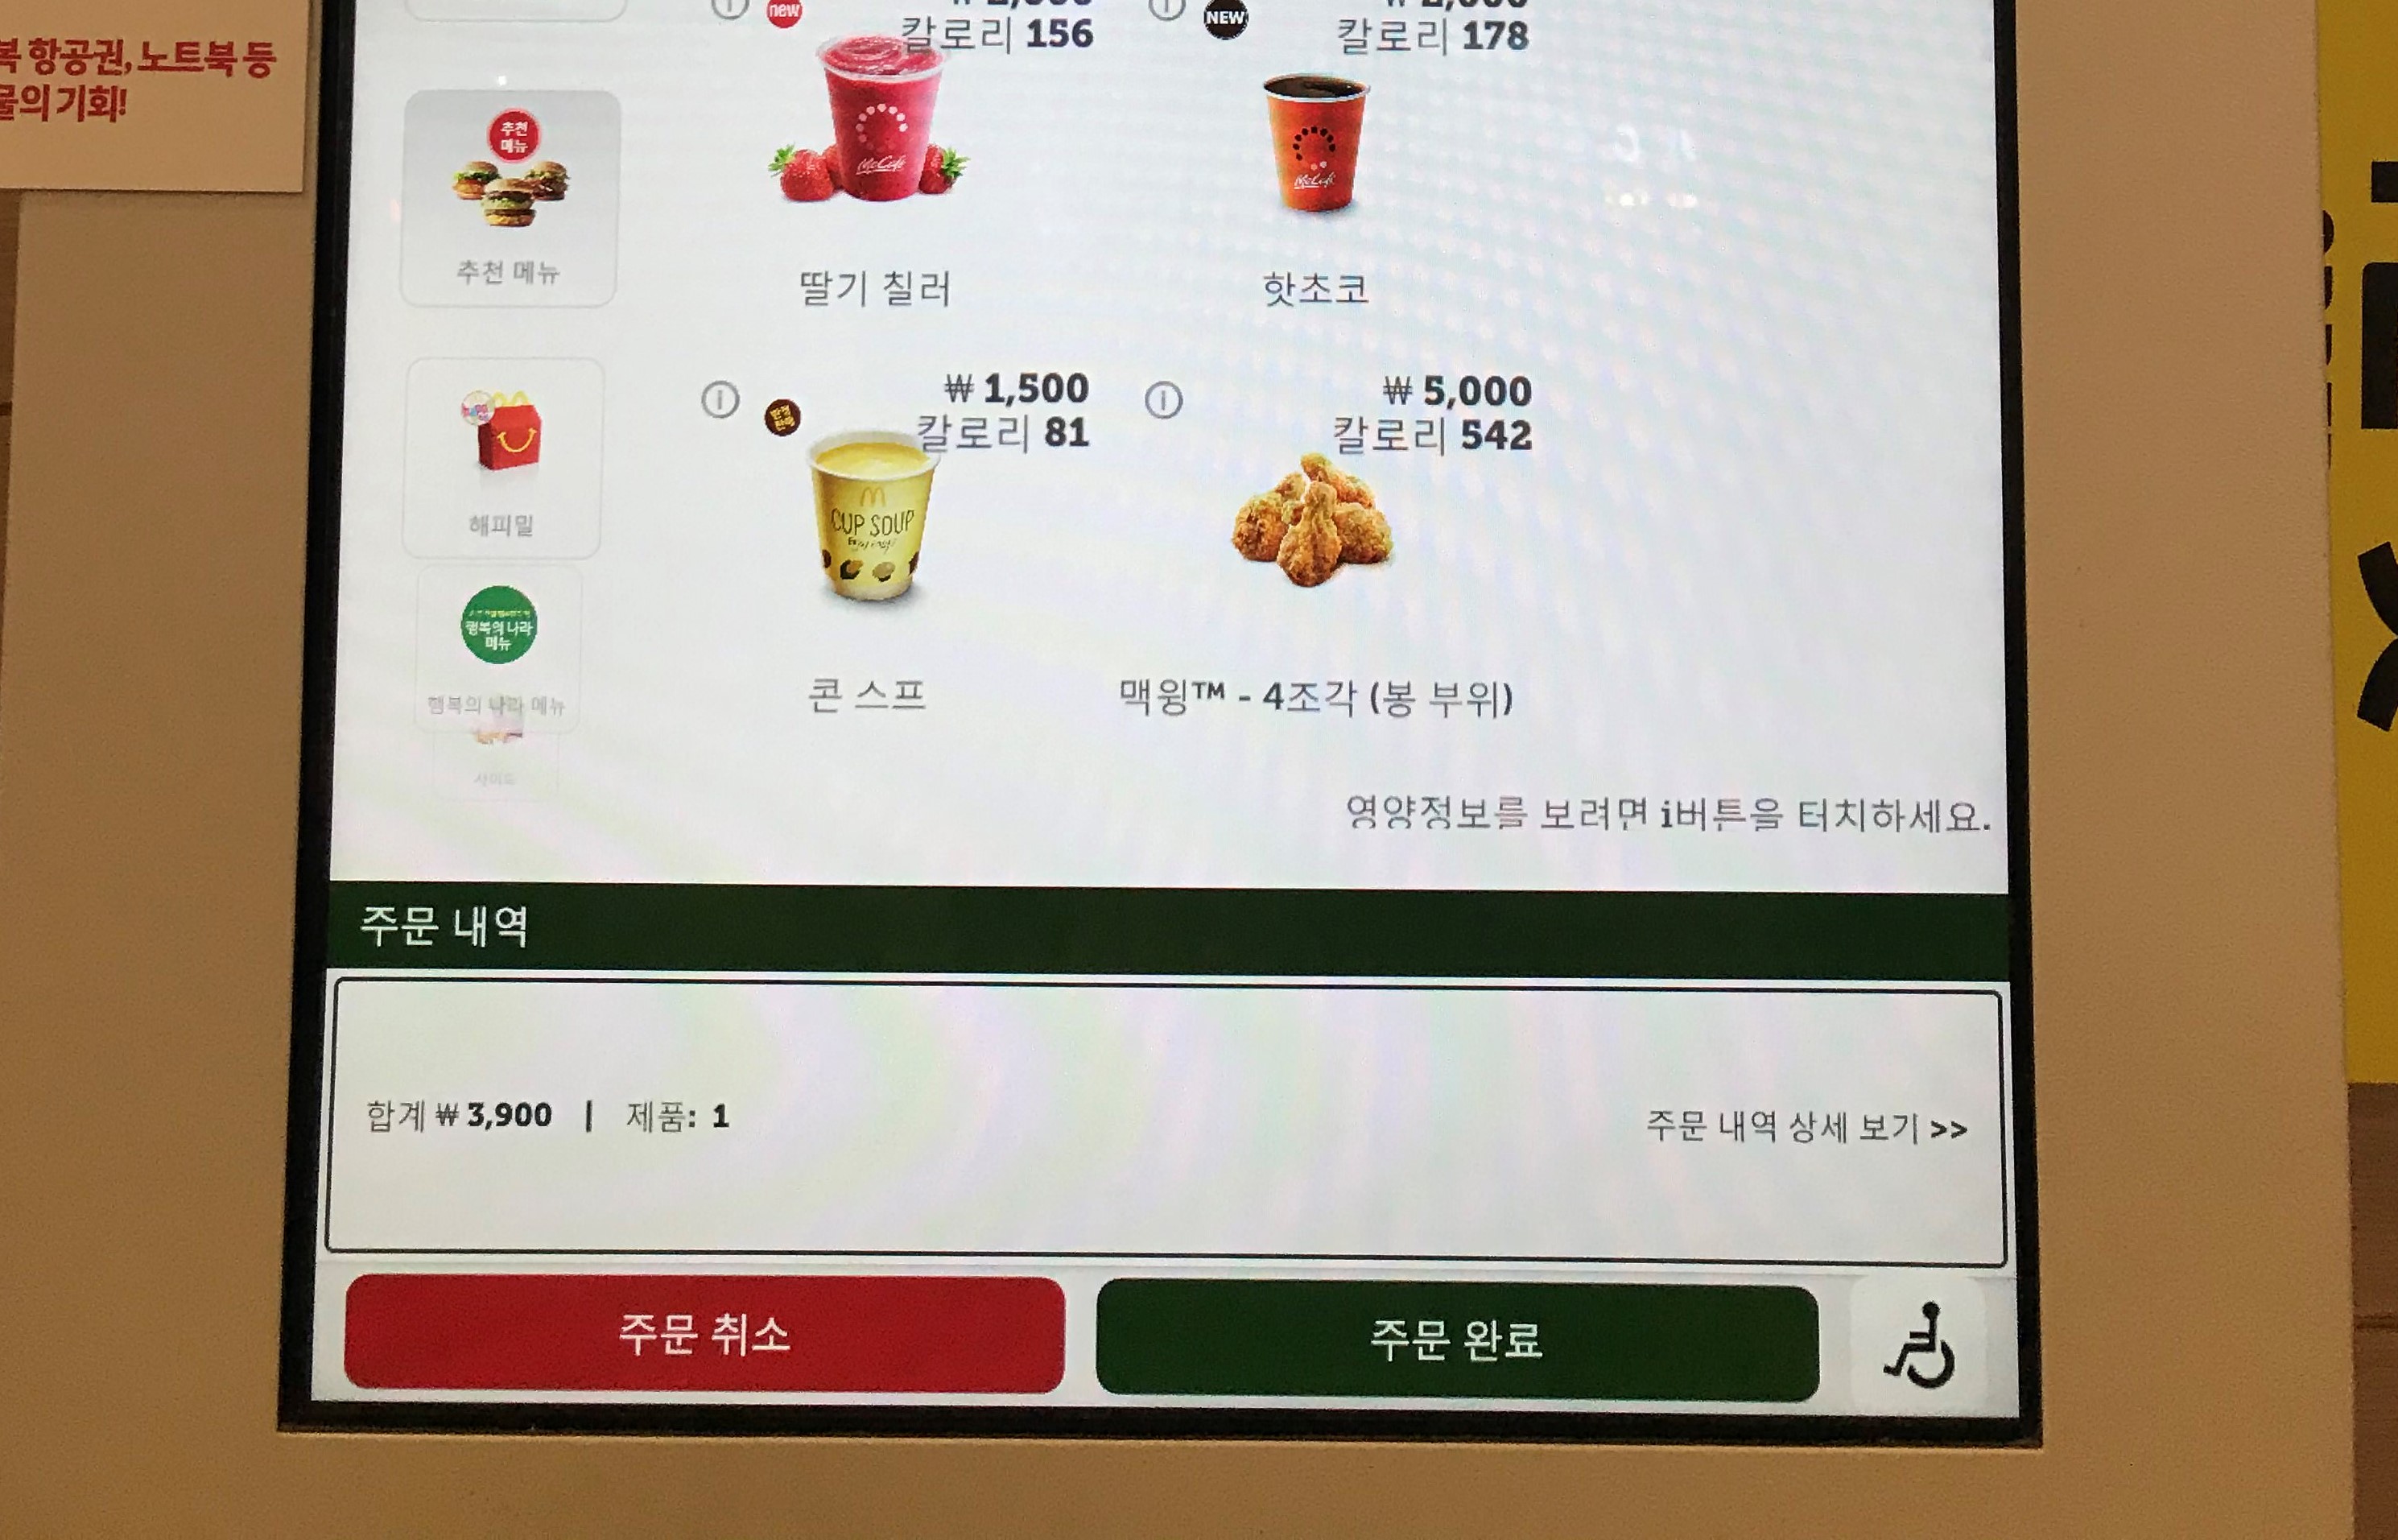 복 항공권, 노트북 등
물의 기회!
new
칼로리 156
NEW
칼로리 178
추천
메뉴
McCafé
McCafé
추천 메뉴
딸기 칠러
핫초코
₩ 1,500
칼로리 81
₩ 5,000
칼로리 542
CUP SOUP
해피밀
행복의 나라
메뉴
행복의 나라 메뉴
콘 스프
맥윙™ - 4조각 (봉 부위)
사이드
영양정보를 보려면 i버튼을 터치하세요.
주문 내역
합계 ₩ 3,900 | 제품: 1
주문 내역 상세 보기 >>
주문 취소
주문 완료